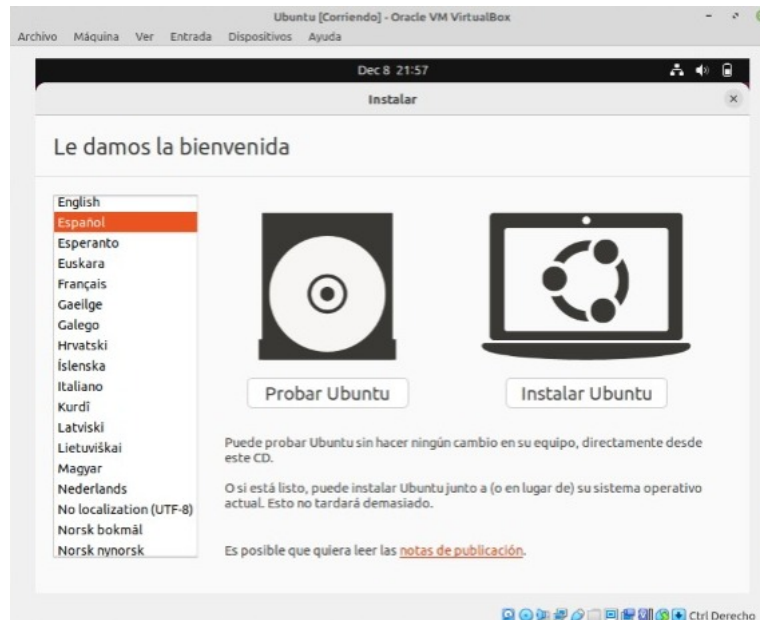 Ubuntu [Corriendo] - Oracle VM VirtualBox
Archivo Máquina Ver Entrada Dispositivos Ayuda
Dec 8 21:57
Instalar
Le damos la bienvenida
English
Español
Esperanto
Euskara
Français
Gaeilge
Galego
Hrvatski
Íslenska
Italiano
Kurdî
Latviski
Lietuviškai
Magyar
Nederlands
No localization (UTF-8)
Norsk bokmål
Norsk nynorsk
Probar Ubuntu
Instalar Ubuntu
Puede probar Ubuntu sin hacer ningún cambio en su equipo, directamente desde
este CD.
O si está listo, puede instalar Ubuntu junto a (o en lugar de) su sistema operativo
actual. Esto no tardará demasiado.
Es posible que quiera leer las notas de publicación.
Ctrl Derecho